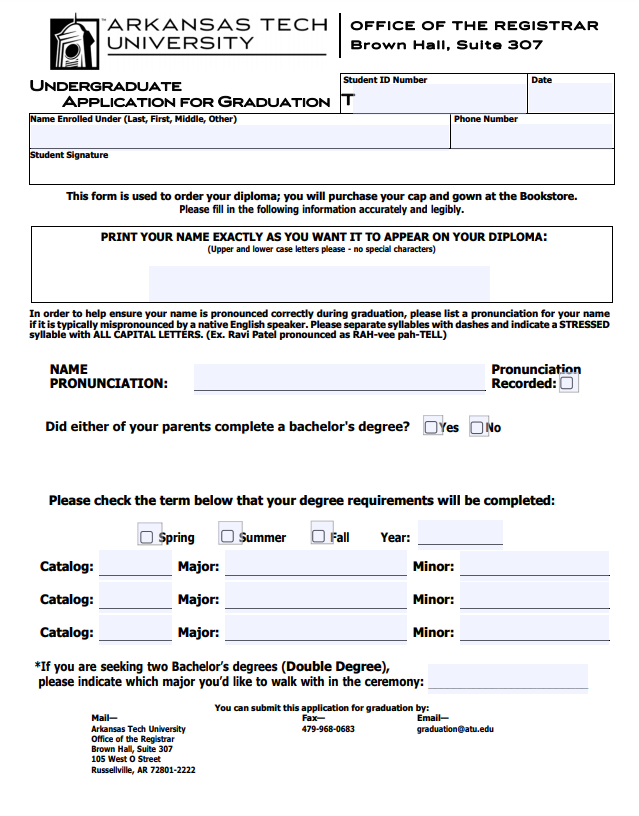 ARKANSAS TECH
UNIVERSITY
OFFICE OF THE REGISTRAR
Brown Hall, Suite 307
UNDERGRADUATE
APPLICATION FOR GRADUATION
Student ID Number
Date
T
Name Enrolled Under (Last, First, Middle, Other)
Phone Number
Student Signature
This form is used to order your diploma; you will purchase your cap and gown at the Bookstore.
Please fill in the following information accurately and legibly.
PRINT YOUR NAME EXACTLY AS YOU WANT IT TO APPEAR ON YOUR DIPLOMA:
(Upper and lower case letters please - no special characters)
In order to help ensure your name is pronounced correctly during graduation, please list a pronunciation for your name
if it is typically mispronounced by a native English speaker. Please separate syllables with dashes and indicate a STRESSED
syllable with ALL CAPITAL LETTERS. (Ex. Ravi Patel pronounced as RAH-vee pah-TELL)
NAME
PRONUNCIATION:
Pronunciation
Recorded:
Did either of your parents complete a bachelor's degree? Yes No
Please check the term below that your degree requirements will be completed:
Spring Summer Fall Year:
Catalog: Major: Minor:
Catalog: Major: Minor:
Catalog: Major: Minor:
*If you are seeking two Bachelor's degrees (Double Degree),
please indicate which major you'd like to walk with in the ceremony:
You can submit this application for graduation by:
Mail—
Arkansas Tech University
Office of the Registrar
Brown Hall, Suite 307
105 West O Street
Russellville, AR 72801-2222
Fax—
479-968-0683
Email—
graduation@atu.edu